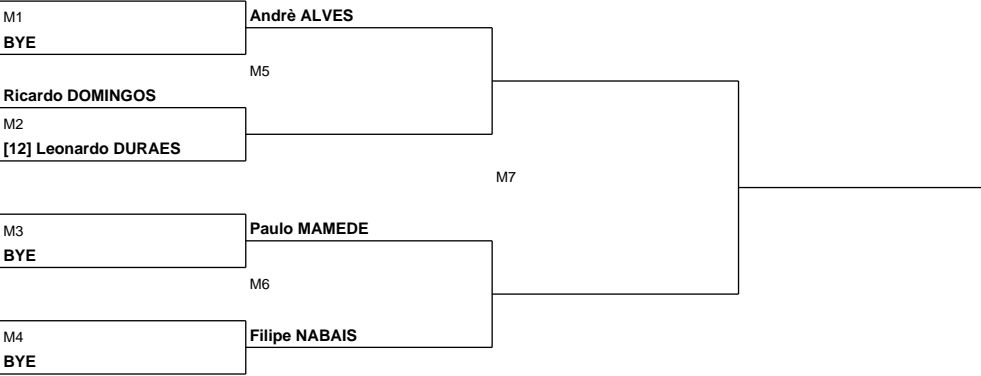 M1
Andrè ALVES
BYE
M5
Ricardo DOMINGOS
M2
[12] Leonardo DURAES
M7
M3
Paulo MAMEDE
BYE
M6
M4
Filipe NABAIS
BYE